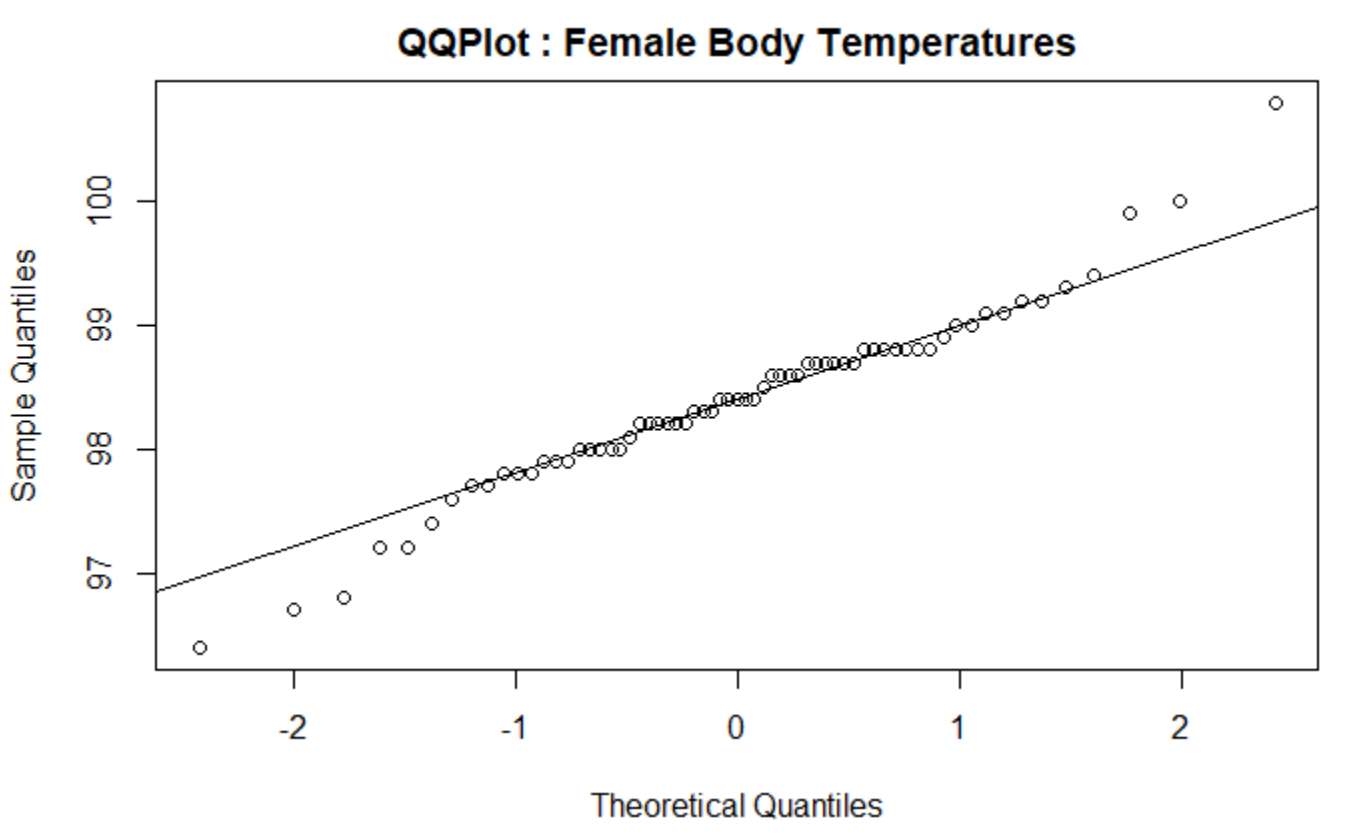 QQPlot : Female Body Temperatures
Sample Quantiles
100
99
98
97
-2 -1 0 1 2
Theoretical Quantiles